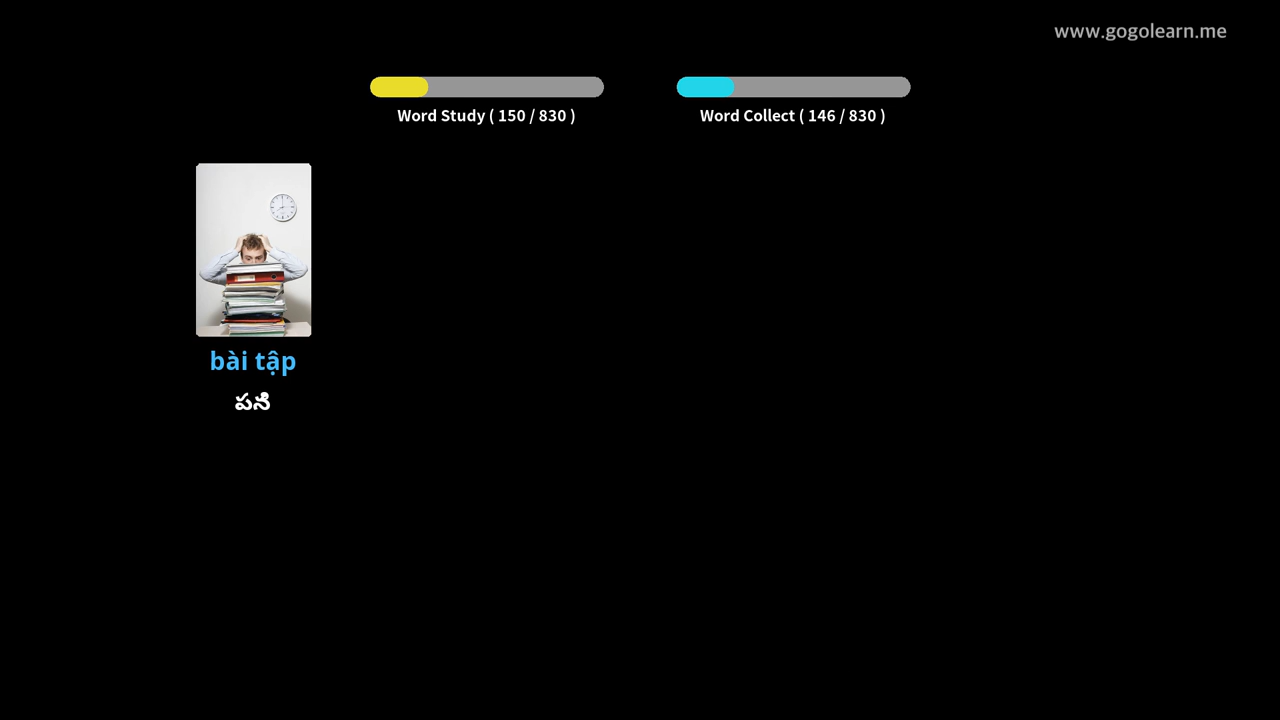 www.gogolearn.me
Word Study ( 150 / 830 )
Word Collect ( 146 / 830 )
bài tập
పని